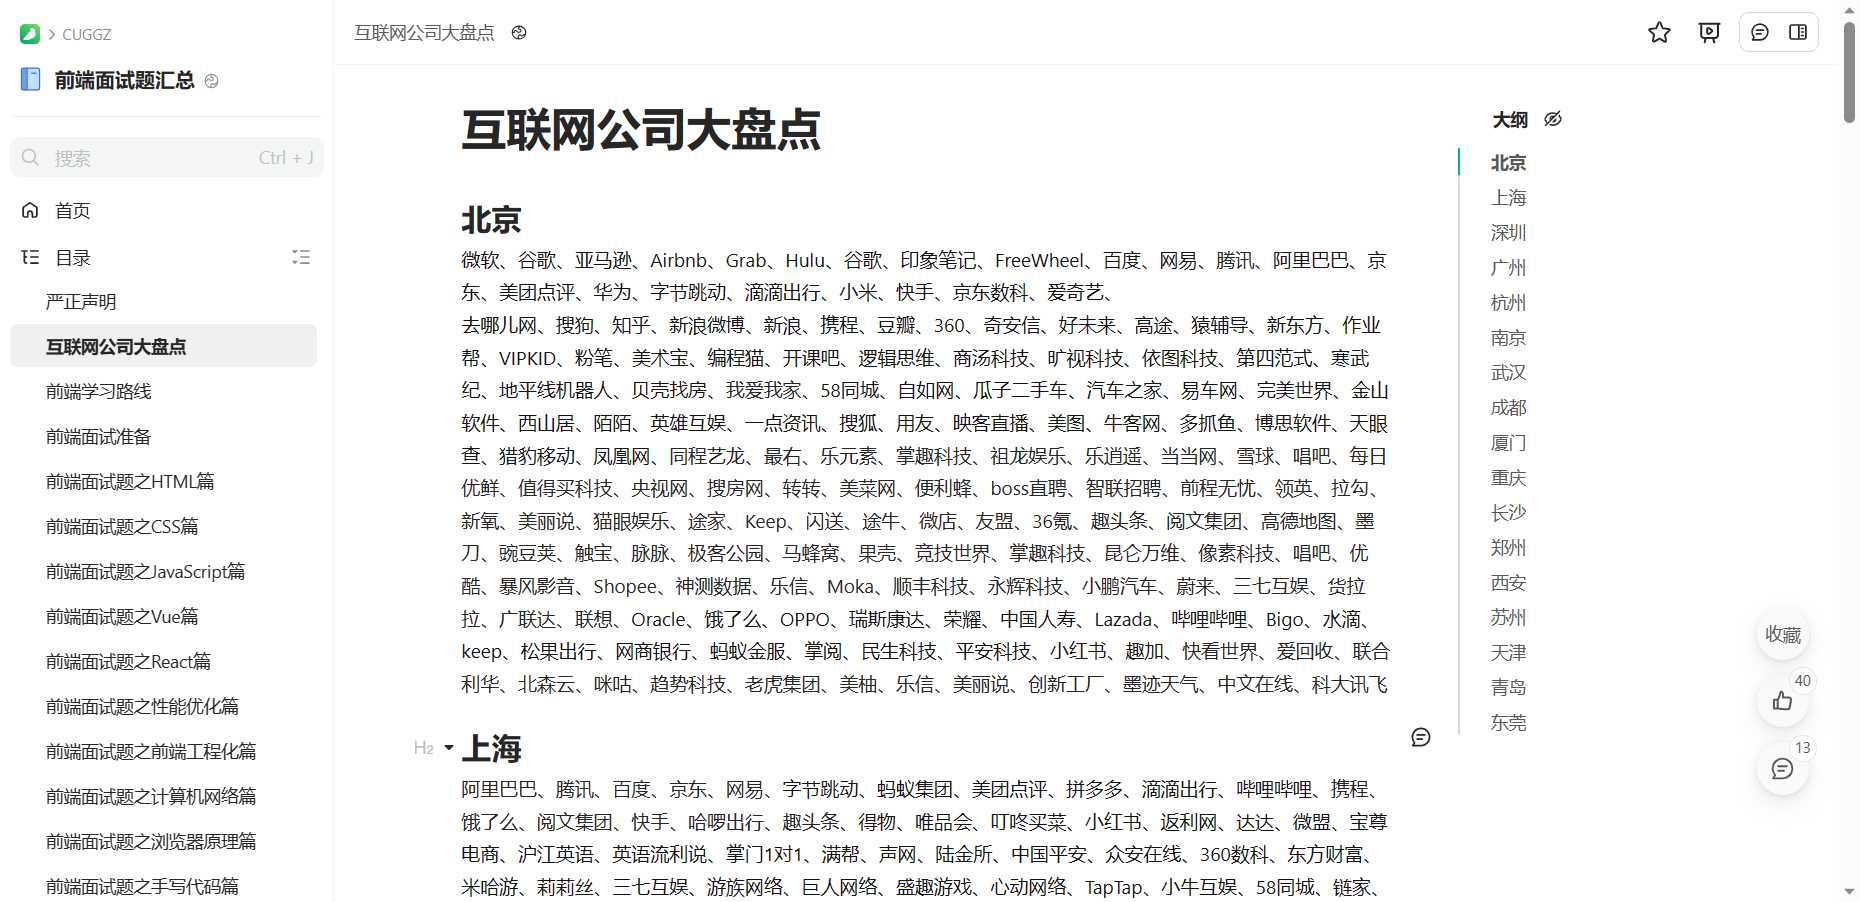 CUGGZ
前端面试题汇总
搜索 Ctrl + J
首页
目录
严正声明
互联网公司大盘点
前端学习路线
前端面试准备
前端面试题之HTML篇
前端面试题之CSS篇
前端面试题之JavaScript篇
前端面试题之Vue篇
前端面试题之React篇
前端面试题之性能优化篇
前端面试题之前端工程化篇
前端面试题之计算机网络篇
前端面试题之浏览器原理篇
前端面试题之手写代码篇
互联网公司大盘点
互联网公司大盘点
北京
微软、谷歌、亚马逊、Airbnb、Grab、Hulu、谷歌、印象笔记、FreeWheel、百度、网易、腾讯、阿里巴巴、京
东、美团点评、华为、字节跳动、滴滴出行、小米、快手、京东数科、爱奇艺、
去哪儿网、搜狗、知乎、新浪微博、新浪、携程、豆瓣、360、奇安信、好未来、高途、猿辅导、新东方、作业
帮、VIPKID、粉笔、美术宝、编程猫、开课吧、逻辑思维、商汤科技、旷视科技、依图科技、第四范式、寒武
纪、地平线机器人、贝壳找房、我爱我家、58同城、自如网、瓜子二手车、汽车之家、易车网、完美世界、金山
软件、西山居、陌陌、英雄互娱、一点资讯、搜狐、用友、映客直播、美图、牛客网、多抓鱼、博思软件、天眼
查、猎豹移动、凤凰网、同程艺龙、最右、乐元素、掌趣科技、祖龙娱乐、乐逍遥、当当网、雪球、唱吧、每日
优鲜、值得买科技、央视网、搜房网、转转、美菜网、便利蜂、boss直聘、智联招聘、前程无忧、领英、拉勾、
新氧、美丽说、猫眼娱乐、途家、Keep、闪送、途牛、微店、友盟、36氪、趣头条、阅文集团、高德地图、墨
刀、豌豆荚、触宝、脉脉、极客公园、马蜂窝、果壳、竞技世界、掌趣科技、昆仑万维、像素科技、唱吧、优
酷、暴风影音、Shopee、神测数据、乐信、Moka、顺丰科技、永辉科技、小鹏汽车、蔚来、三七互娱、货拉
拉、广联达、联想、Oracle、饿了么、OPPO、瑞斯康达、荣耀、中国人寿、Lazada、哔哩哔哩、Bigo、水滴、
keep、松果出行、网商银行、蚂蚁金服、掌阅、民生科技、平安科技、小红书、趣加、快看世界、爱回收、联合
利华、北森云、咪咕、趋势科技、老虎集团、美柚、乐信、美丽说、创新工厂、墨迹天气、中文在线、科大讯飞
H2 上海
阿里巴巴、腾讯、百度、京东、网易、字节跳动、蚂蚁集团、美团点评、拼多多、滴滴出行、哔哩哔哩、携程、
饿了么、阅文集团、快手、哈啰出行、趣头条、得物、唯品会、叮咚买菜、小红书、返利网、达达、微盟、宝尊
电商、沪江英语、英语流利说、掌门1对1、满帮、声网、陆金所、中国平安、众安在线、360数科、东方财富、
米哈游、莉莉丝、三七互娱、游族网络、巨人网络、盛趣游戏、心动网络、TapTap、小牛互娱、58同城、链家、
大纲
北京
上海
深圳
广州
杭州
南京
武汉
成都
厦门
重庆
长沙
郑州
西安
苏州
天津
青岛
东莞
收藏
40
13